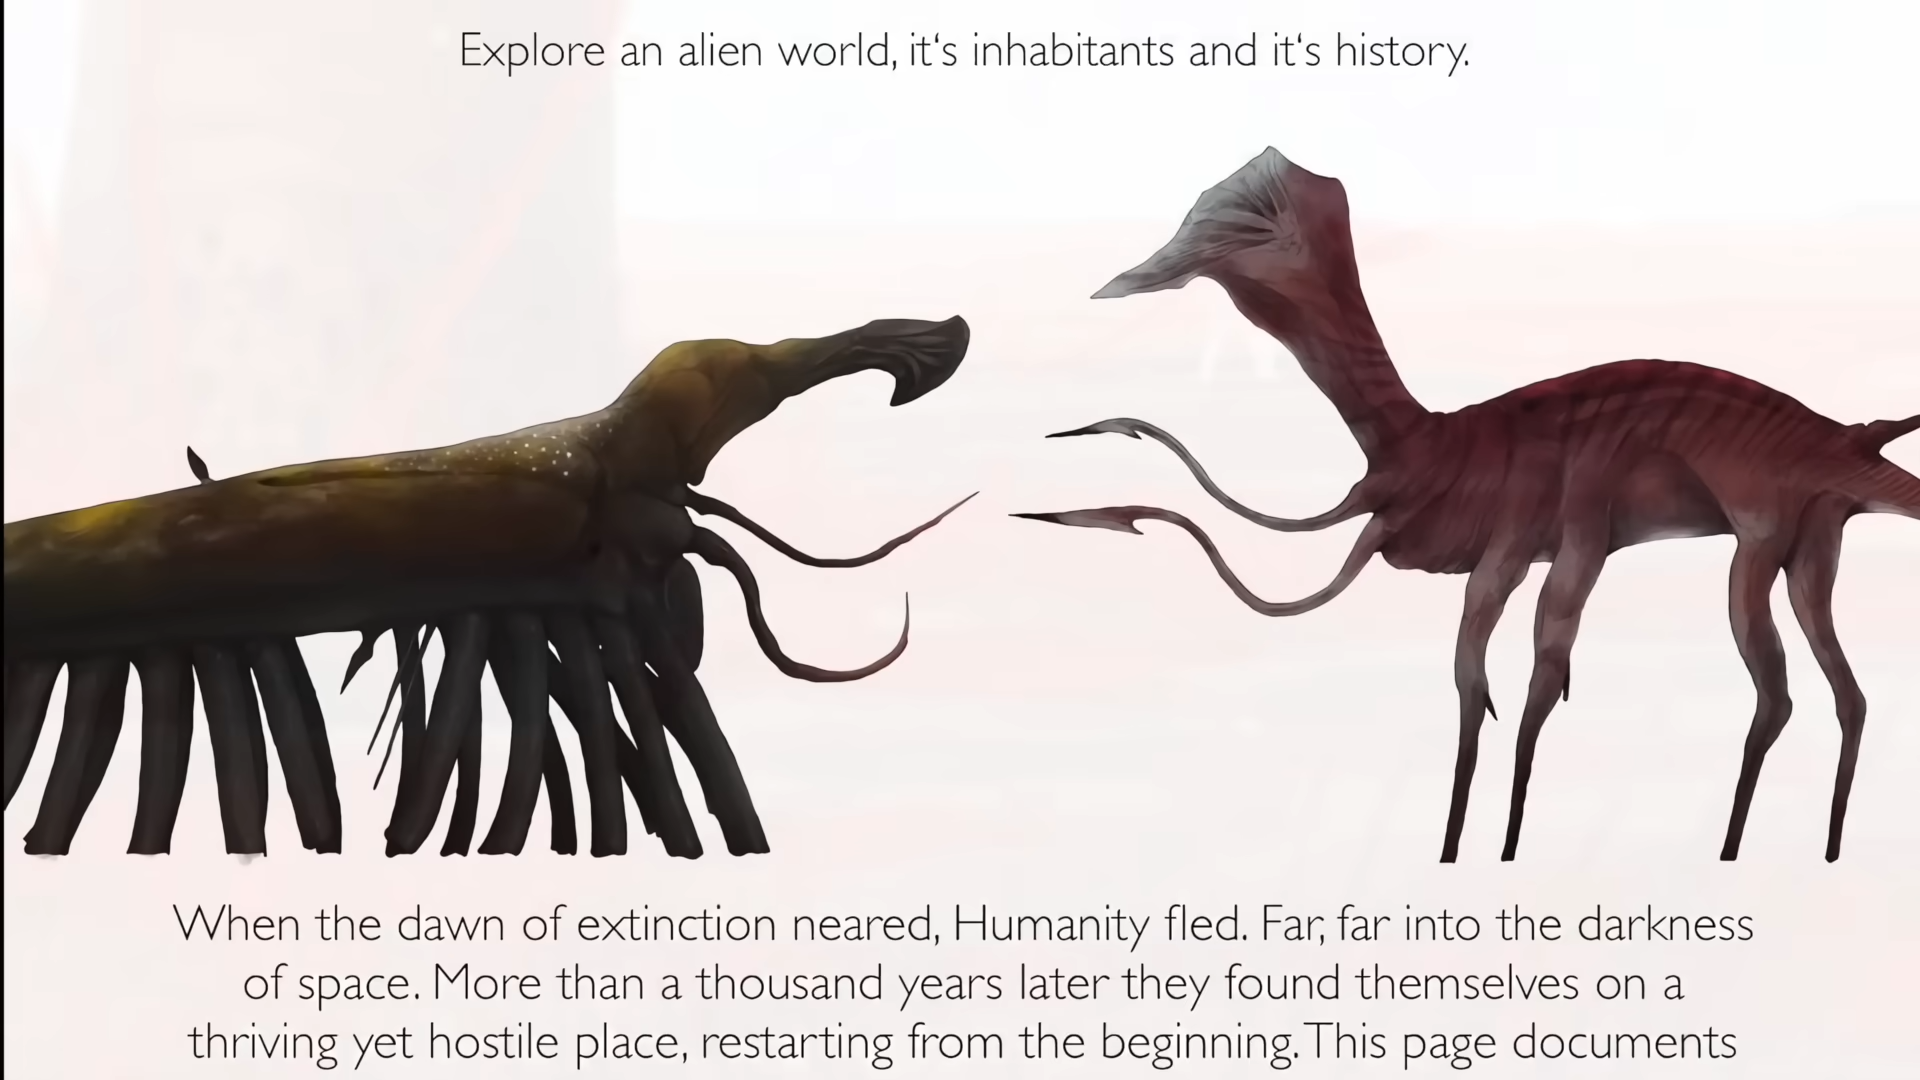 Explore an alien world, it‘s inhabitants and it‘s history.
When the dawn of extinction neared, Humanity fled. Far, far into the darkness
of space. More than a thousand years later they found themselves on a
thriving yet hostile place, restarting from the beginning. This page documents